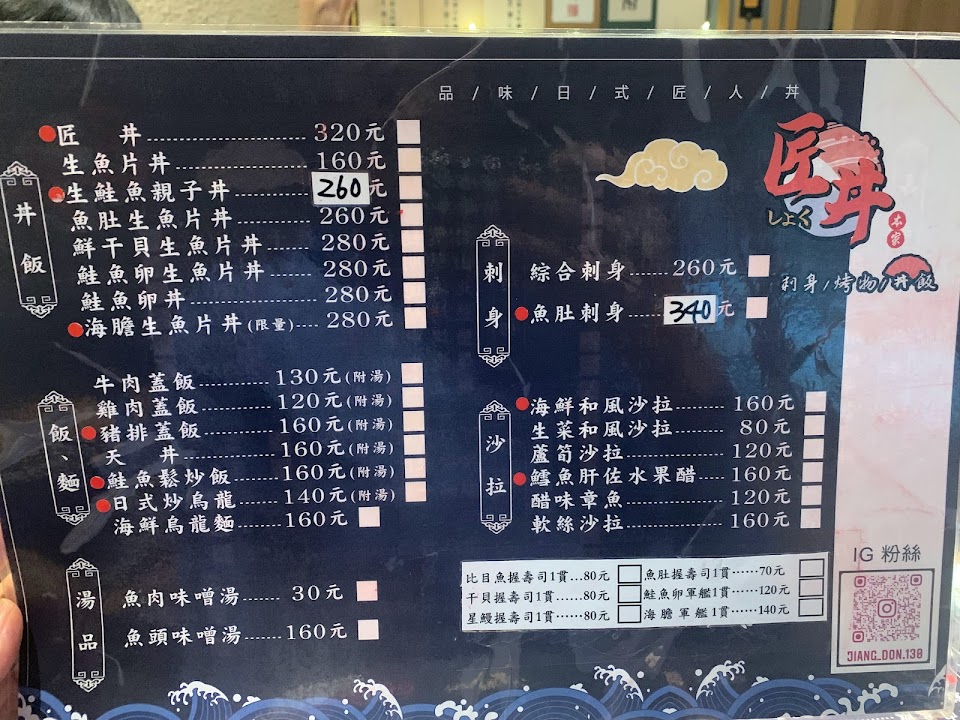 品/味/日/式/匠/人/丼
匠丼
しょく
本家
刺身/烤物/丼飯
丼飯
匠 丼 320元
生魚片丼 160元
生鮭魚親子丼 260元
魚肚生魚片丼 260元
鮮干貝生魚片丼 280元
鮭魚卵生魚片丼 280元
鮭魚卵丼 280元
海膽生魚片丼(限量) 280元
飯、麵
牛肉蓋飯 130元(附湯)
雞肉蓋飯 120元(附湯)
豬排蓋飯 160元(附湯)
天 丼 160元(附湯)
鮭魚鬆炒飯 160元(附湯)
日式炒烏龍 140元(附湯)
海鮮烏龍麵 160元
湯品
魚肉味噌湯 30元
魚頭味噌湯 160元
刺身
綜合刺身 260元
魚肚刺身 340元
沙拉
海鮮和風沙拉 160元
生菜和風沙拉 80元
蘆筍沙拉 120元
鱈魚肝佐水果醋 160元
醋味章魚 120元
軟絲沙拉 160元
比目魚握壽司1貫...80元
干貝握壽司1貫......80元
星鰻握壽司1貫......80元
魚肚握壽司1貫......70元
鮭魚卵軍艦1貫......120元
海膽軍艦1貫......140元
IG 粉絲
JIANG_DON.138